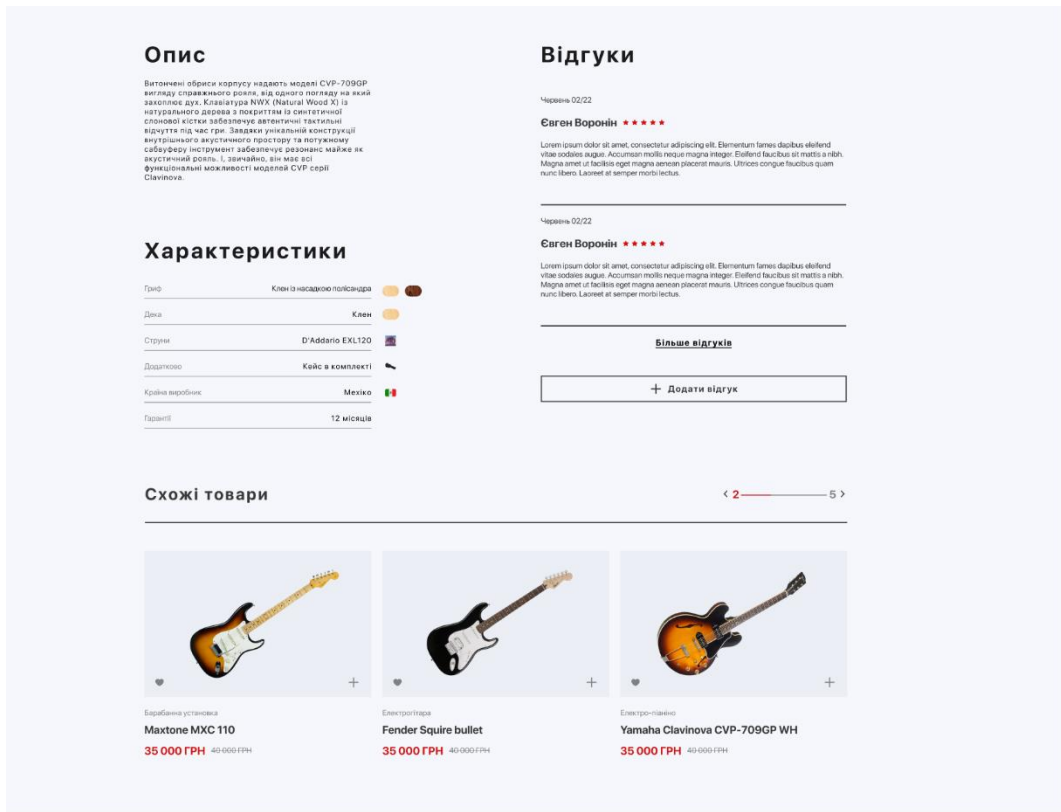 Опис
Витончені обриси корпусу надають моделі CVP-709GP
вигляду справжнього рояля, від одного погляду на який
захоплює дух. Клавіатура NWX (Natural Wood X) із
натурального дерева з покриттям із синтетичної
слонової кістки забезпечує автентичні тактильні
відчуття під час гри. Завдяки унікальній конструкції
внутрішнього акустичного простору та потужному
сабвуферу інструмент забезпечує резонанс майже як
акустичний рояль. І, звичайно, він має всі
функціональні можливості моделей CVP серії
Clavinova.
Характеристики
Гриф Клен із насадкою полісандра
Дека Клен
Струни D'Addario EXL120
Додатково Кейс в комплекті
Країна виробник Мехіко
Гарантії 12 місяців
Відгуки
Червень 02/22
Євген Воронін
Lorem ipsum dolor sit amet, consectetur adipiscing elit. Elementum fames dapibus eleifend
vitae sodales augue. Accumsan mollis neque magna integer. Eleifend faucibus sit mattis a nibh.
Magna amet ut facilisis eget magna aenean placerat mauris. Ultrices congue faucibus quam
nunc libero. Laoreet at semper morbi lectus.
Червень 02/22
Євген Воронін
Lorem ipsum dolor sit amet, consectetur adipiscing elit. Elementum fames dapibus eleifend
vitae sodales augue. Accumsan mollis neque magna integer. Eleifend faucibus sit mattis a nibh.
Magna amet ut facilisis eget magna aenean placerat mauris. Ultrices congue faucibus quam
nunc libero. Laoreet at semper morbi lectus.
Більше відгуків
+ Додати відгук
Схожі товари
< 2 5 >
Барабанна установка
Maxtone MXC 110
35 000 ГРН 40 000 ГРН
Електрогітара
Fender Squire bullet
35 000 ГРН 40 000 ГРН
Електро-піаніно
Yamaha Clavinova CVP-709GP WH
35 000 ГРН 40 000 ГРН